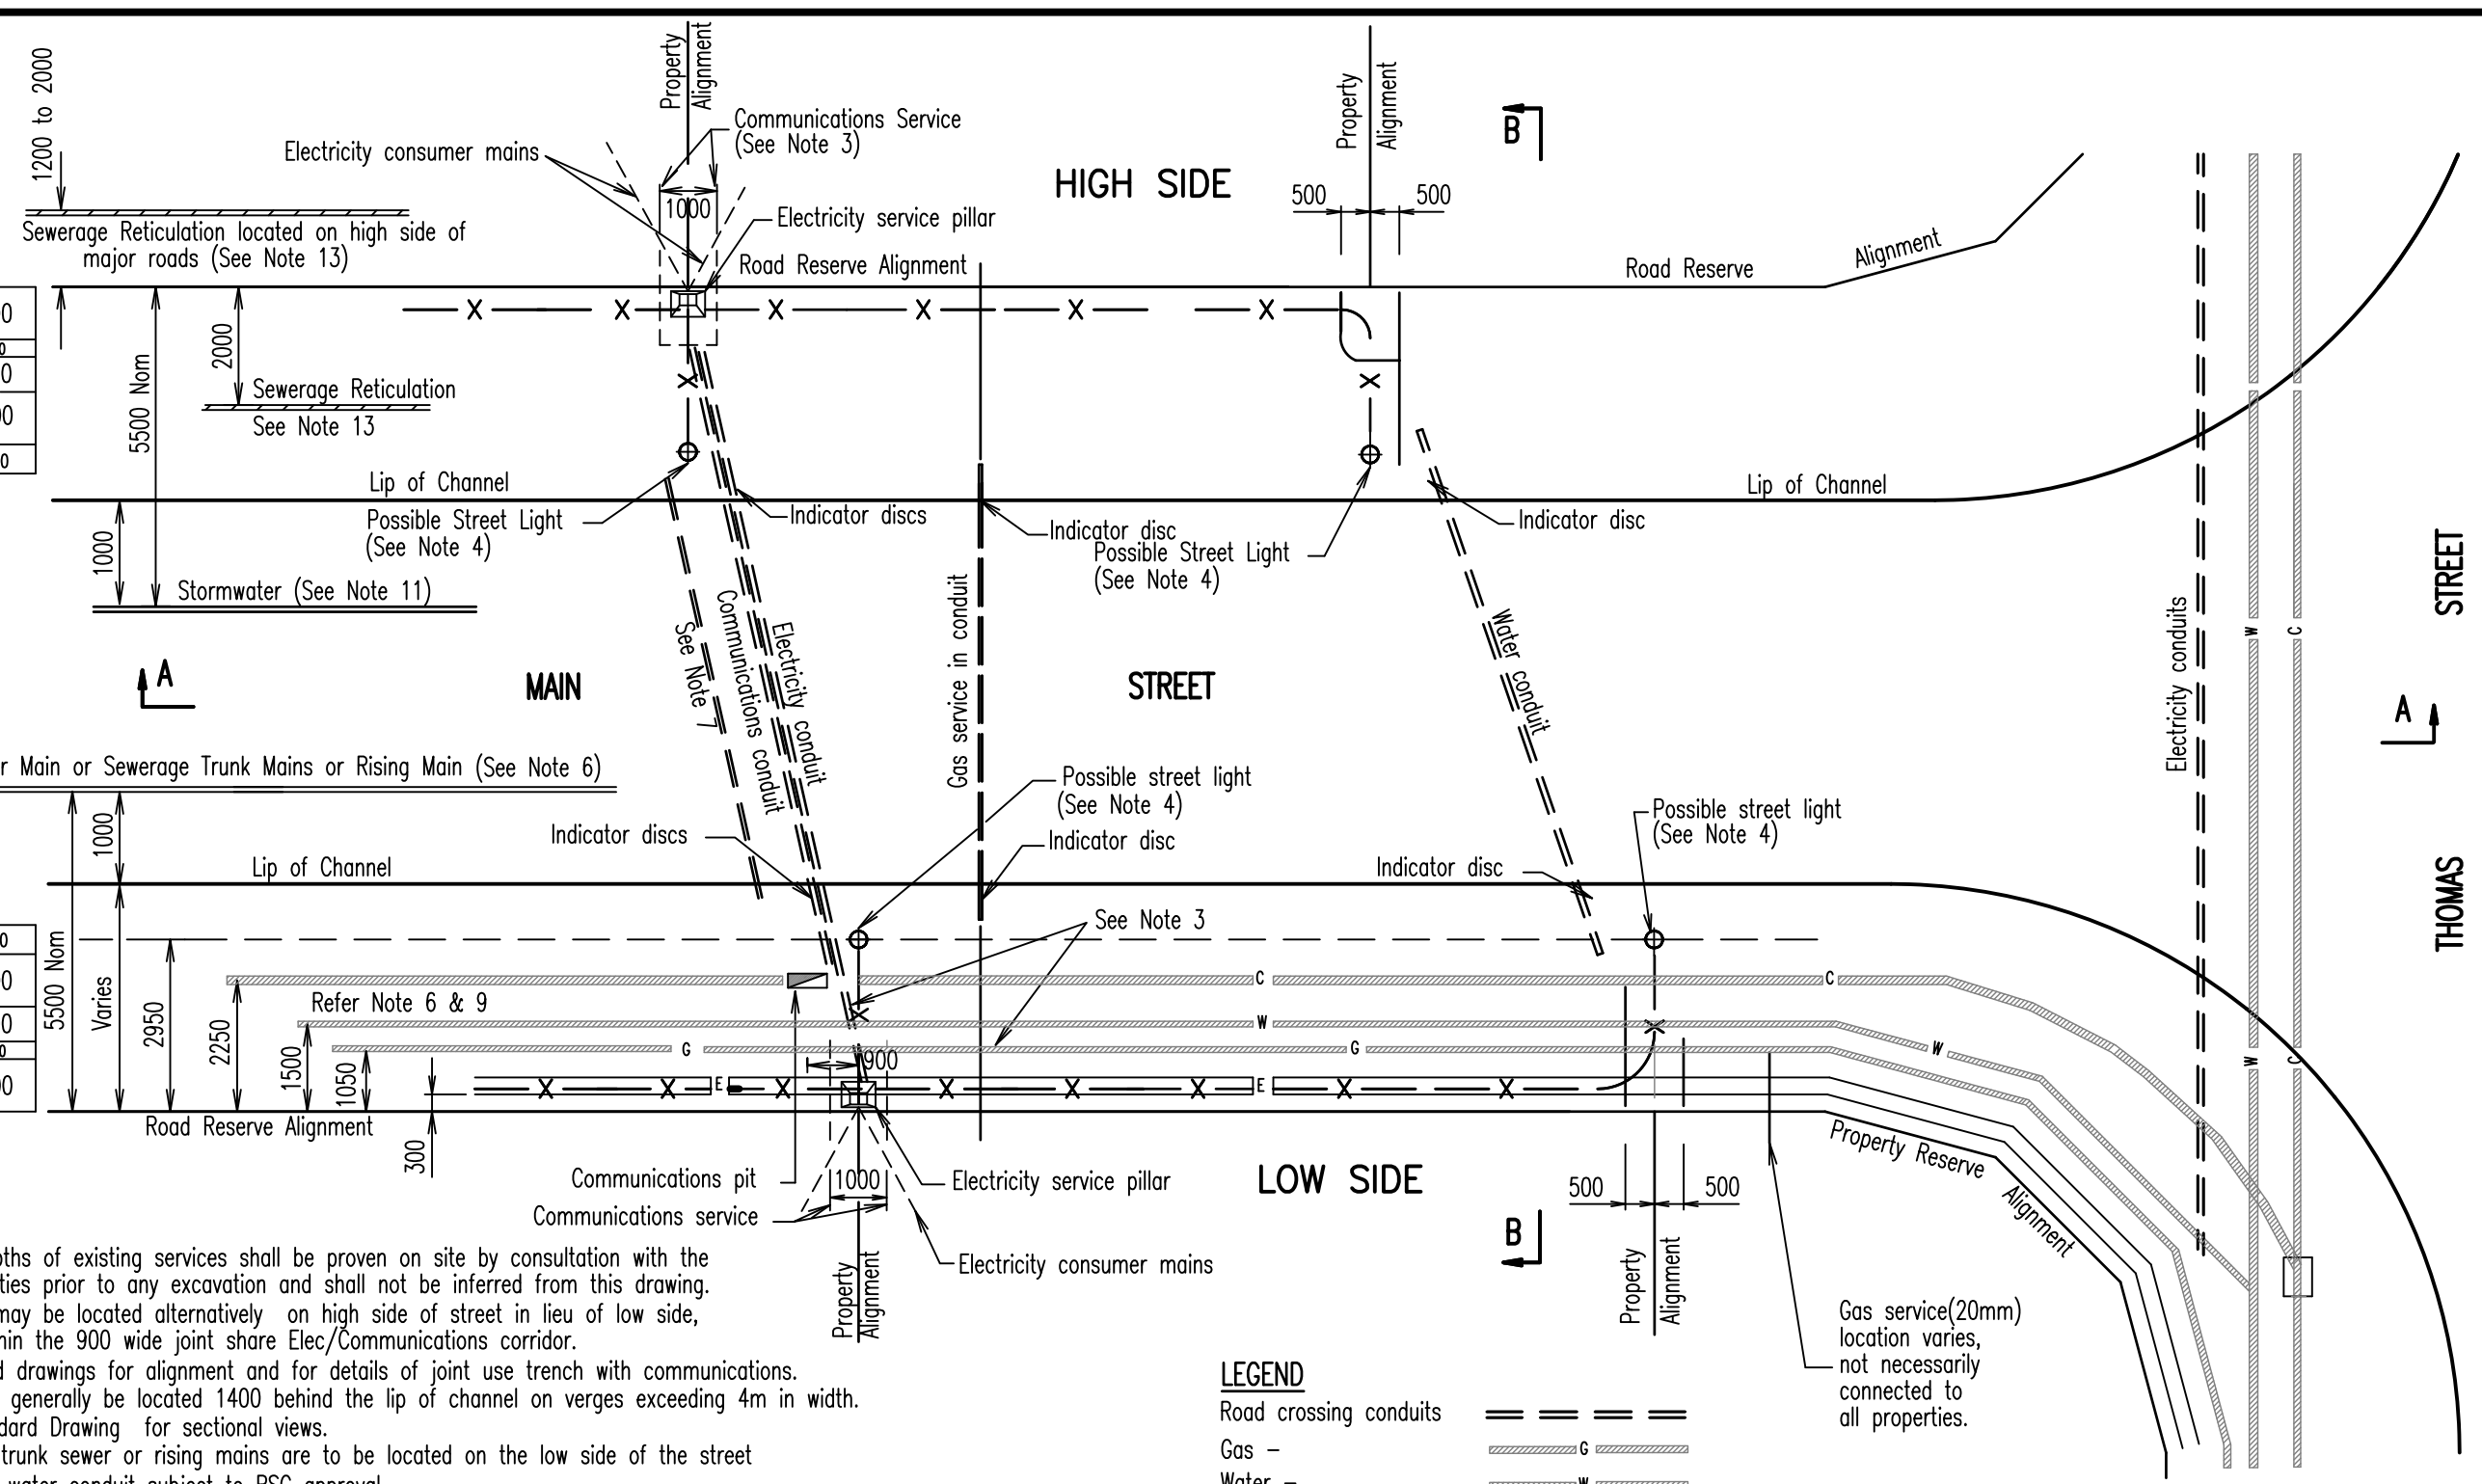 1200 to 2000
Property
Alignment
Communications Service
(See Note 3)
Electricity consumer mains
1000
Electricity service pillar
HIGH SIDE
Property
Alignment
B
500
500
Sewerage Reticulation located on high side of
major roads (See Note 13)
Road Reserve Alignment
Road Reserve
Alignment
X X X X X X
5500 Nom
2000
Sewerage Reticulation
See Note 13
X
X
Lip of Channel
Lip of Channel
Possible Street Light
(See Note 4)
Indicator discs
Indicator disc
Possible Street Light
(See Note 4)
Indicator disc
1000
Stormwater (See Note 11)
See Note 7
Communications conduit
Electricity conduit
Gas service in conduit
Water conduit
Electricity conduits
W
C
STREET
A
MAIN
STREET
A
r Main or Sewerage Trunk Mains or Rising Main (See Note 6)
1000
Possible street light
(See Note 4)
Possible street light
(See Note 4)
Indicator discs
Indicator disc
Lip of Channel
Indicator disc
THOMAS
See Note 3
5500 Nom
Varies
2950
2250
1500
1050
300
C
C
Refer Note 6 & 9
W
W
X
X
G
G
900
W
C
X X E X X X X E X X
Road Reserve Alignment
Property Reserve
Alignment
Communications pit
1000
Electricity service pillar
LOW SIDE
500
500
Communications service
B
Electricity consumer mains
Property
Alignment
Property
Alignment
pths of existing services shall be proven on site by consultation with the
ties prior to any excavation and shall not be inferred from this drawing.
may be located alternatively on high side of street in lieu of low side,
hin the 900 wide joint share Elec/Communications corridor.
d drawings for alignment and for details of joint use trench with communications.
generally be located 1400 behind the lip of channel on verges exceeding 4m in width.
dard Drawing for sectional views.
trunk sewer or rising mains are to be located on the low side of the street
water conduit subject to PSC approval
Gas service(20mm)
location varies,
not necessarily
connected to
all properties.
LEGEND
Road crossing conduits
Gas - G
Water - W